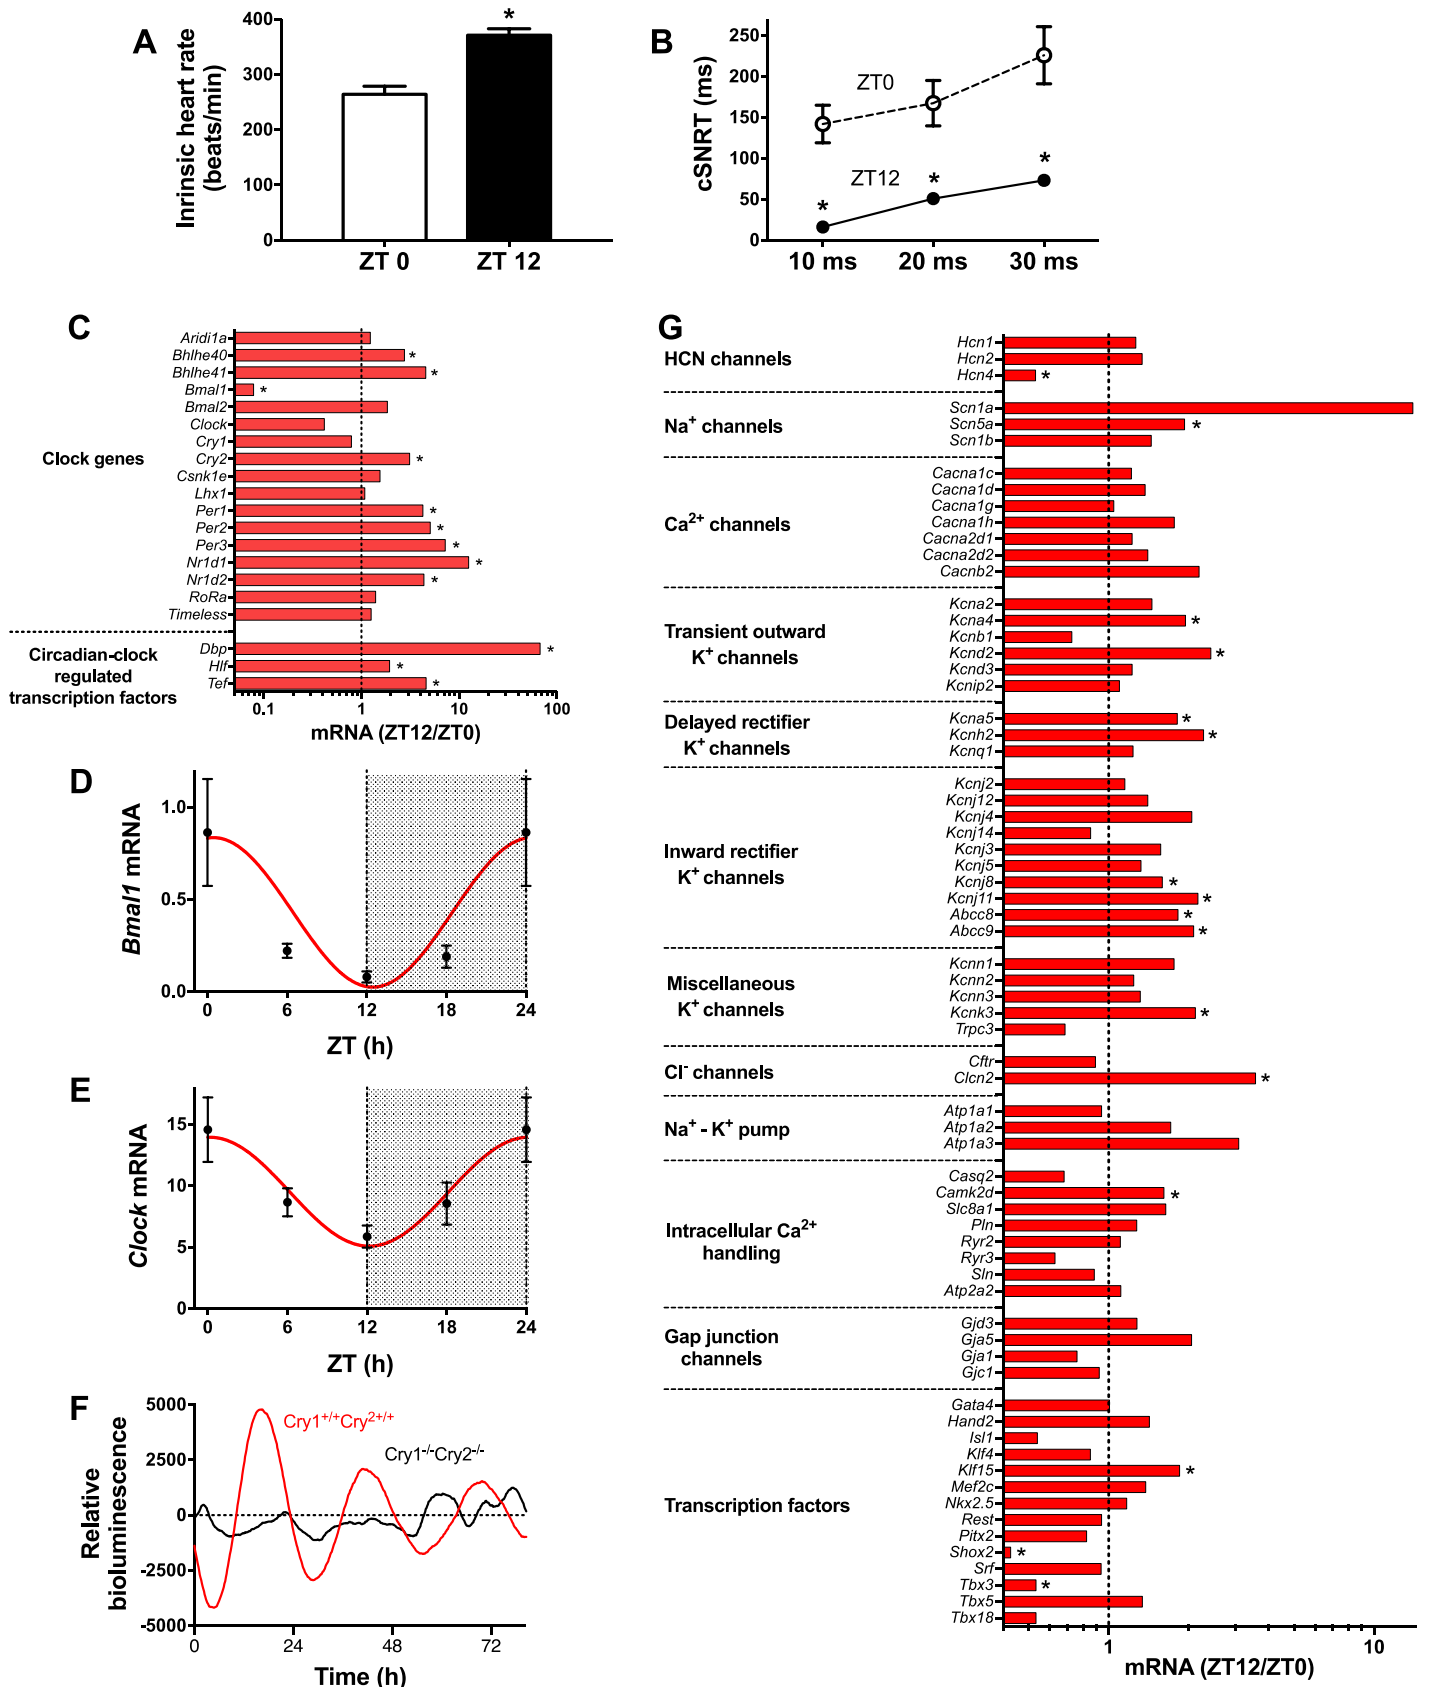 A
Inrinsic heart rate
(beats/min)
400
300
200
100
0
*
ZT 0
ZT 12
B
cSNRT (ms)
250
200
150
100
50
0
ZT0
ZT12
*
*
*
10 ms
20 ms
30 ms
C
Clock genes
Aridi1a
Bhlhe40 *
Bhlhe41 *
Bmal1 *
Bmal2
Clock
Cry1
Cry2 *
Csnk1e
Lhx1
Per1 *
Per2 *
Per3 *
Nr1d1 *
Nr1d2 *
RoRa
Timeless
Circadian-clock
regulated
transcription factors
Dbp *
Hlf *
Tef *
0.1 1 10 100
mRNA (ZT12/ZT0)
D
Bmal1 mRNA
1.0
0.5
0.0
0 6 12 18 24
ZT (h)
E
Clock mRNA
15
10
5
0
0 6 12 18 24
ZT (h)
F
Relative
bioluminescence
5000
2500
0
-2500
-5000
Cry1+/+Cry2+/+
Cry1-/-Cry2-/-
0 24 48 72
Time (h)
G
HCN channels
Hcn1
Hcn2
Hcn4 *
Na+ channels
Scn1a
Scn5a *
Scn1b
Ca2+ channels
Cacna1c
Cacna1d
Cacna1g
Cacna1h
Cacna2d1
Cacna2d2
Cacnb2
Transient outward
K+ channels
Kcna2
Kcna4 *
Kcnb1
Kcnd2 *
Kcnd3
Kcnip2
Delayed rectifier
K+ channels
Kcna5 *
Kcnh2 *
Kcnq1
Inward rectifier
K+ channels
Kcnj2
Kcnj12
Kcnj4
Kcnj14
Kcnj3
Kcnj5
Kcnj8 *
Kcnj11 *
Abcc8 *
Abcc9 *
Miscellaneous
K+ channels
Kcnn1
Kcnn2
Kcnn3
Kcnk3 *
Trpc3
Cl- channels
Cftr
Clcn2 *
Na+ - K+ pump
Atp1a1
Atp1a2
Atp1a3
Intracellular Ca2+
handling
Casq2
Camk2d *
Slc8a1
Pln
Ryr2
Ryr3
Sln
Atp2a2
Gap junction
channels
Gjd3
Gja5
Gja1
Gjc1
Transcription factors
Gata4
Hand2
Isl1
Klf4
Klf15 *
Mef2c
Nkx2.5
Rest
Pitx2
Shox2 *
Srf
Tbx3 *
Tbx5
Tbx18
1 10
mRNA (ZT12/ZT0)